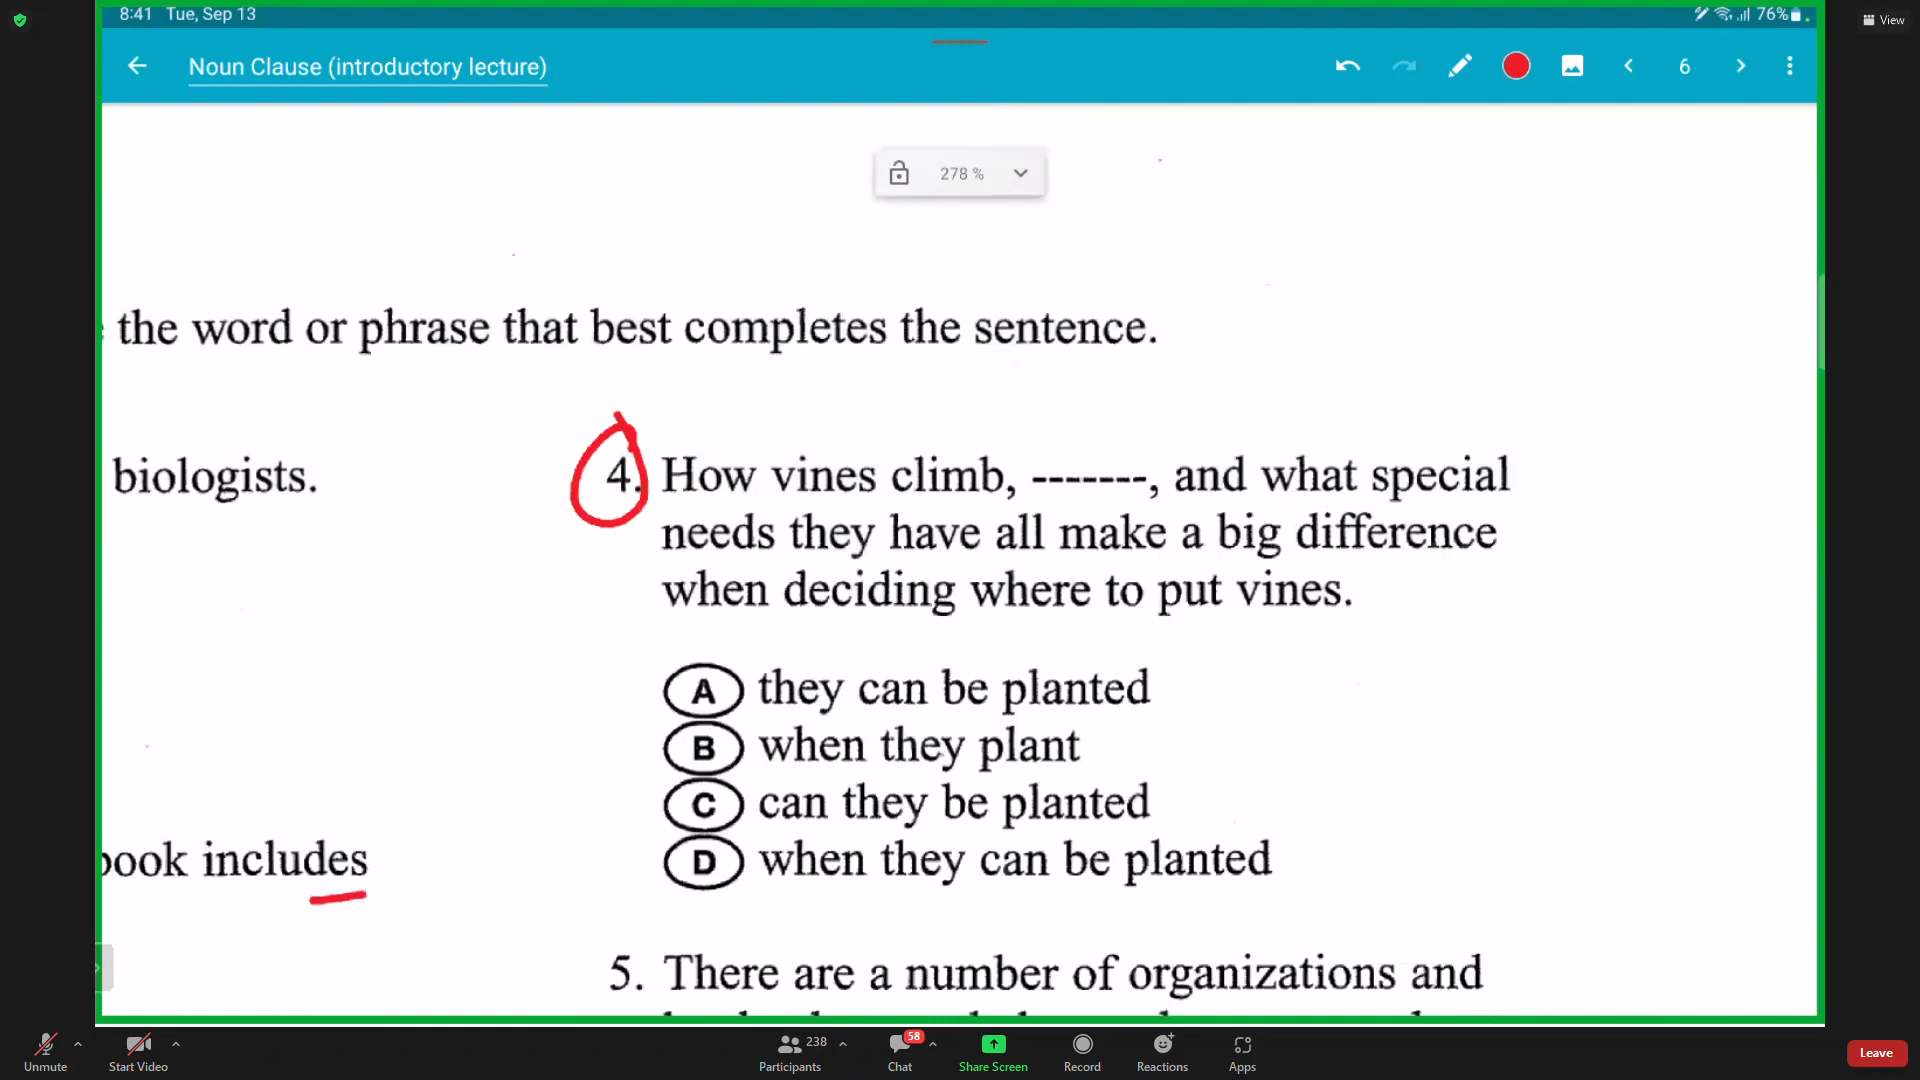 8:41 Tue, Sep 13
76%
View
Noun Clause (introductory lecture)
6
278 %
the word or phrase that best completes the sentence.
biologists.
4. How vines climb, -------, and what special
needs they have all make a big difference
when deciding where to put vines.
A they can be planted
B when they plant
C can they be planted
D when they can be planted
book includes
5. There are a number of organizations and
Unmute
Start Video
238
Participants
58
Chat
Share Screen
Record
Reactions
Apps
Leave